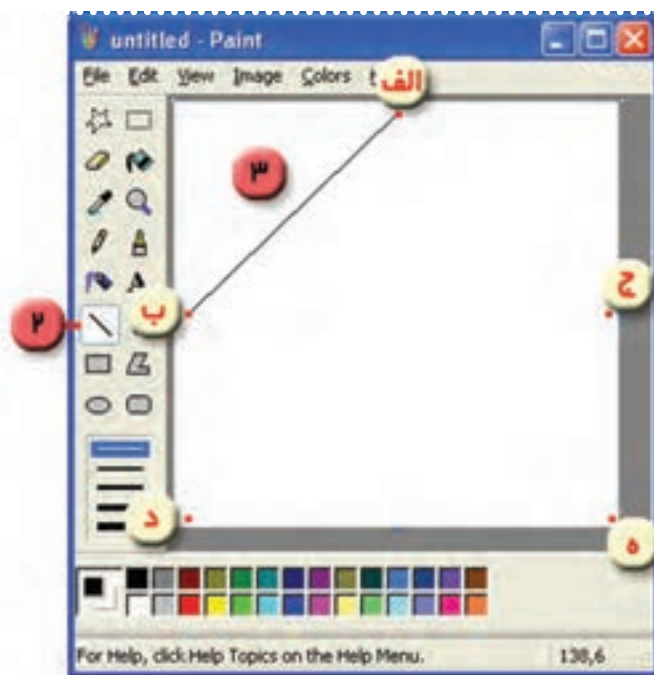 untitled - Paint
File Edit View Image Colors
الف
۳
ج
ب
۲
د
ه
For Help, click Help Topics on the Help Menu. 138,6